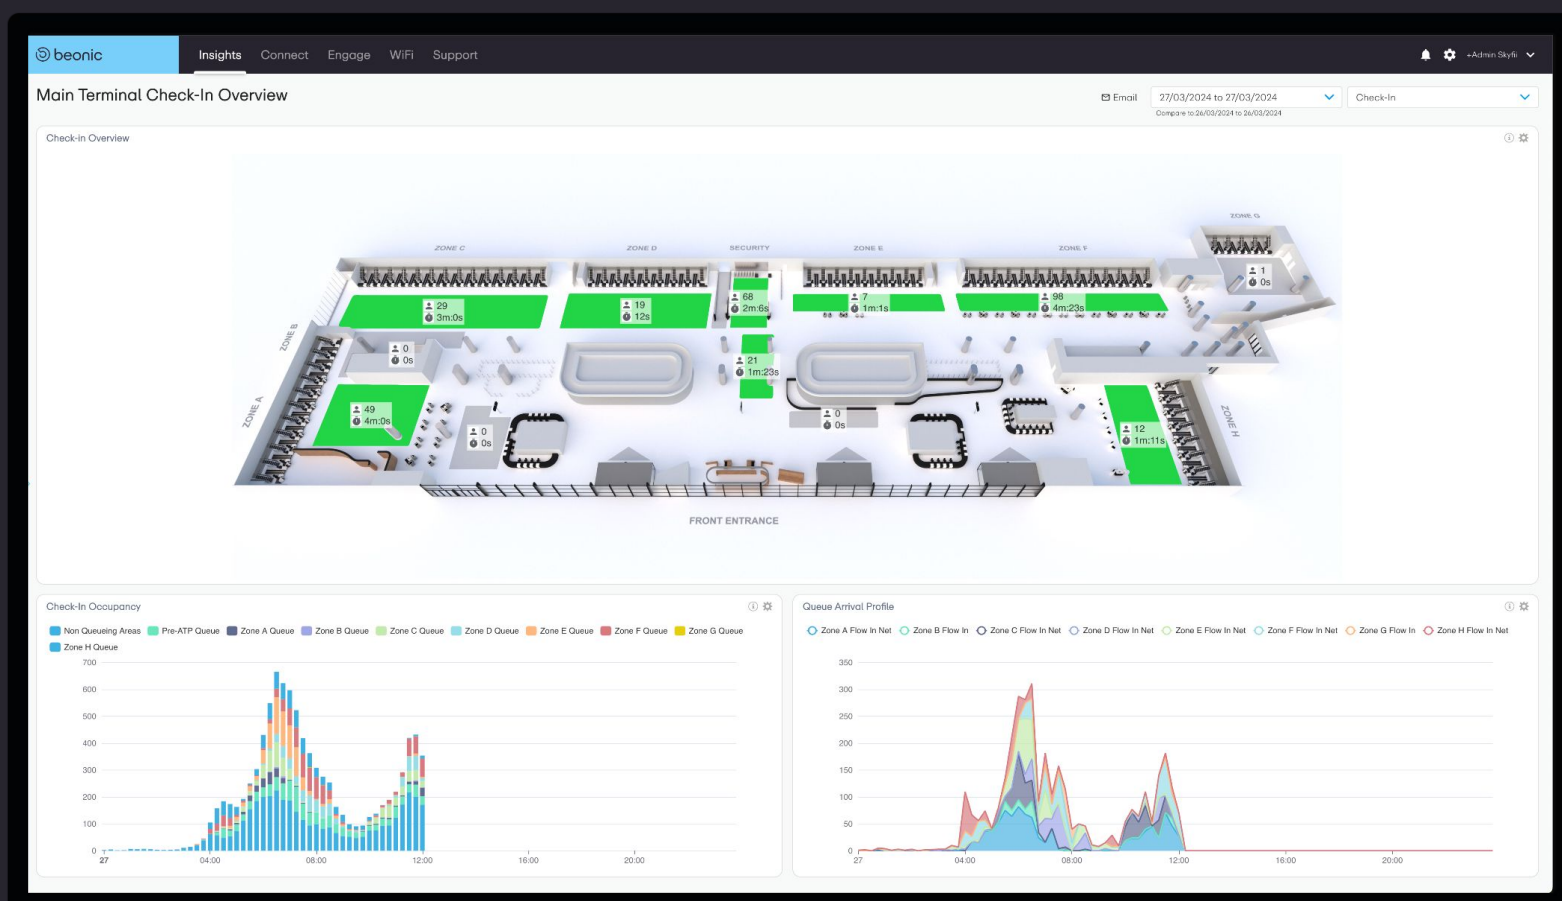 beonic
Insights Connect Engage WiFi Support
+Admin Skyfii
Main Terminal Check-In Overview
Email
27/03/2024 to 27/03/2024
Check-In
Compare to 26/03/2024 to 26/03/2024
Check-in Overview
ZONE G
ZONE C
ZONE D
SECURITY
ZONE E
ZONE F
1
0s
29
3m:0s
19
12s
68
2m:6s
7
1m:1s
98
4m:23s
ZONE B
0
0s
21
1m:23s
ZONE A
49
4m:0s
0
0s
0
0s
12
1m:11s
ZONE H
FRONT ENTRANCE
Check-In Occupancy
Non Queueing Areas Pre-ATP Queue Zone A Queue Zone B Queue Zone C Queue Zone D Queue Zone E Queue Zone F Queue Zone G Queue
Zone H Queue
700
600
500
400
300
200
100
0
27 04:00 08:00 12:00 16:00 20:00
Queue Arrival Profile
Zone A Flow In Net Zone B Flow In Zone C Flow In Net Zone D Flow In Net Zone E Flow In Net Zone F Flow In Net Zone G Flow In Zone H Flow In Net
350
300
250
200
150
100
50
0
27 04:00 08:00 12:00 16:00 20:00